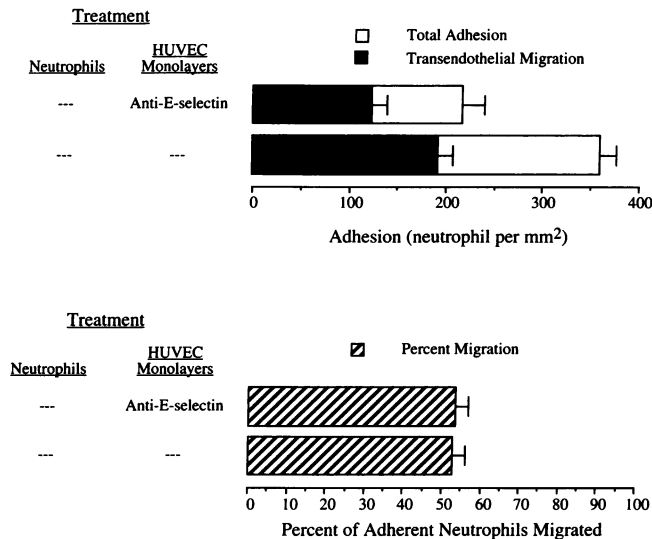 Treatment
Total Adhesion
Transendothelial Migration
HUVEC
Neutrophils Monolayers
--- Anti-E-selectin
--- ---
0 100 200 300 400
Adhesion (neutrophil per mm²)
Treatment
HUVEC
Percent Migration
Neutrophils Monolayers
--- Anti-E-selectin
--- ---
0 10 20 30 40 50 60 70 80 90 100
Percent of Adherent Neutrophils Migrated